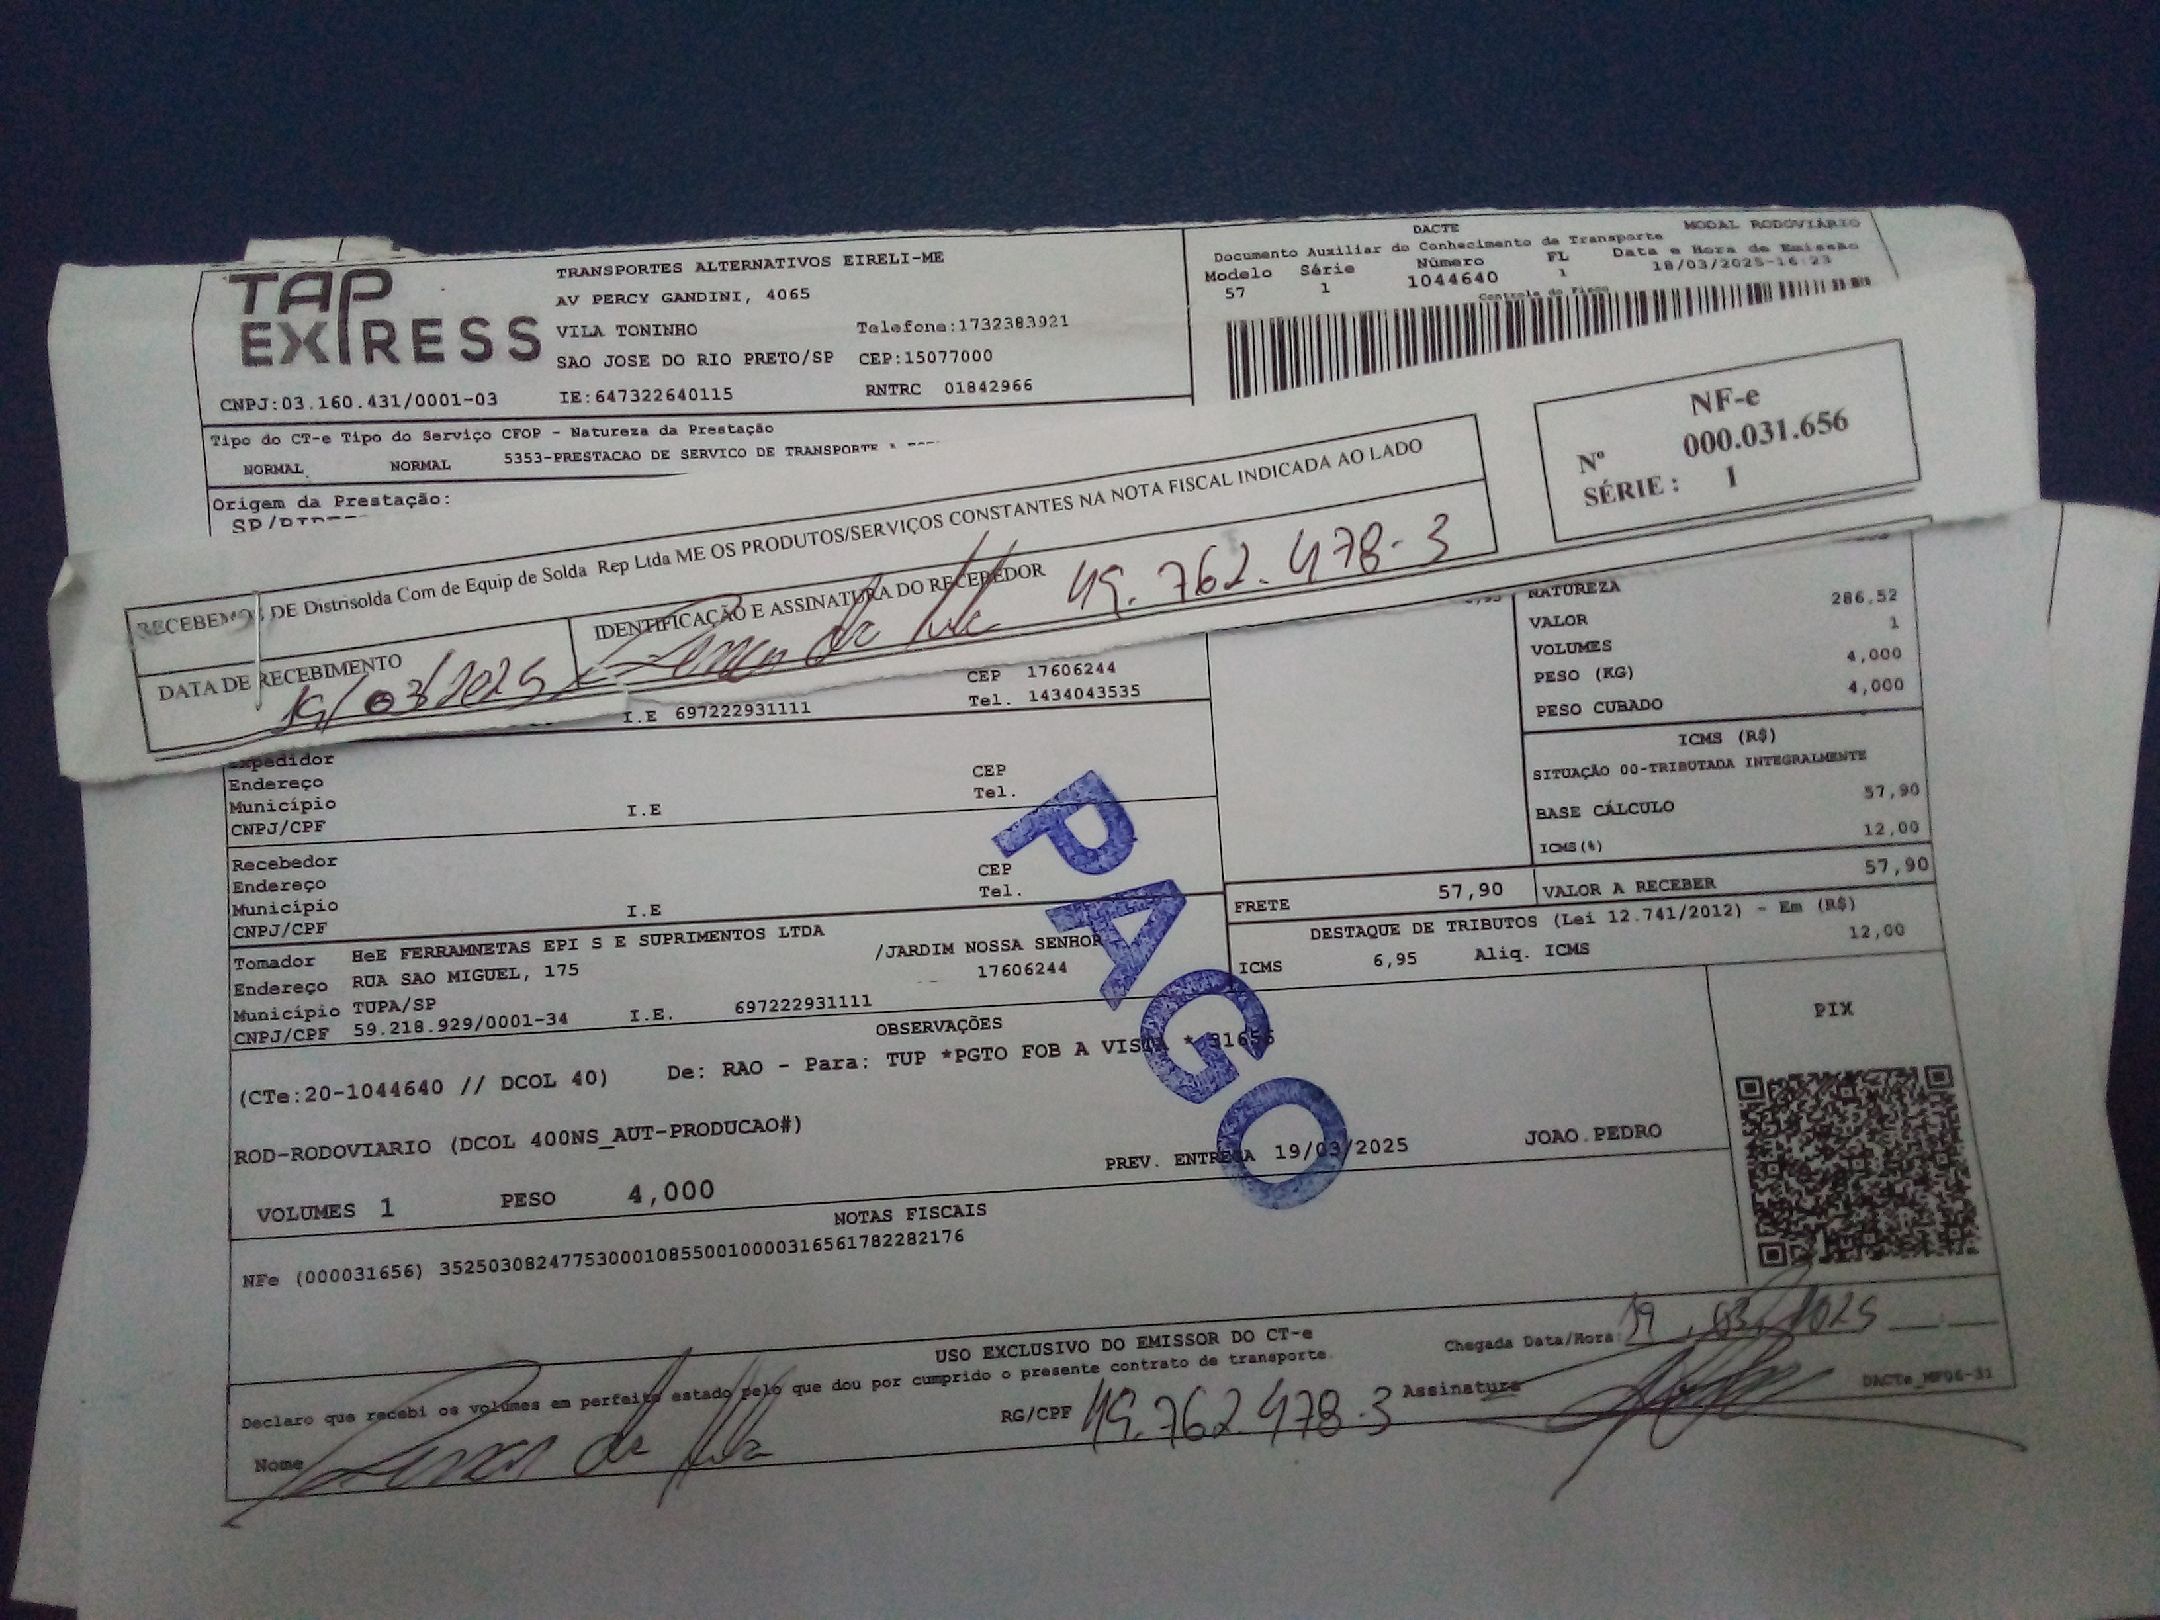 TAP EXPRESS
TRANSPORTES ALTERNATIVOS EIRELI-ME
AV PERCY GANDINI, 4065
VILA TONINHO Telefone:1732383921
SAO JOSE DO RIO PRETO/SP CEP:15077000
CNPJ:03.160.431/0001-03 IE:647322640115 RNTRC 01842966
DACTE MODAL RODOVIÁRIO
Documento Auxiliar do Conhecimento de Transporte
Modelo Série Número FL Data e Hora de Emissão
57 1 1044640 1 18/03/2025-16:23
Controle do Fisco
Tipo do CT-e Tipo do Serviço CFOP - Natureza da Prestação
NORMAL NORMAL 5353-PRESTACAO DE SERVICO DE TRANSPORTE A
Origem da Prestação:
NF-e
Nº 000.031.656
SÉRIE : 1
RECEBEMOS DE Distrisolda Com de Equip de Solda Rep Ltda ME OS PRODUTOS/SERVIÇOS CONSTANTES NA NOTA FISCAL INDICADA AO LADO
DATA DE RECEBIMENTO IDENTIFICAÇÃO E ASSINATURA DO RECEBEDOR
19/03/2025 49.762.478-3
CEP 17606244
I.E 697222931111 Tel. 1434043535
NATUREZA
VALOR 286.52
VOLUMES 1
PESO (KG) 4,000
PESO CUBADO 4,000
ICMS (R$)
SITUAÇÃO 00-TRIBUTADA INTEGRALMENTE
BASE CÁLCULO 57,90
ICMS(%) 12,00
Expedidor
Endereço CEP
Município Tel.
CNPJ/CPF I.E
Recebedor
Endereço CEP
Município Tel.
CNPJ/CPF I.E
FRETE 57,90 VALOR A RECEBER 57,90
DESTAQUE DE TRIBUTOS (Lei 12.741/2012) - Em (R$)
ICMS 6,95 Aliq. ICMS 12,00
Tomador HeE FERRAMNETAS EPI S E SUPRIMENTOS LTDA
Endereço RUA SAO MIGUEL, 175 /JARDIM NOSSA SENHOR
Município TUPA/SP 17606244
CNPJ/CPF 59.218.929/0001-34 I.E. 697222931111
PAGO
OBSERVAÇÕES
(CTe:20-1044640 // DCOL 40) De: RAO - Para: TUP *PGTO FOB A VISTA * 31656
ROD-RODOVIARIO (DCOL 400NS_AUT-PRODUCAO#)
PREV. ENTREGA 19/03/2025 JOAO.PEDRO
VOLUMES 1 PESO 4,000
PIX
NOTAS FISCAIS
NFe (000031656) 35250308247753000108550010000316561782282176
USO EXCLUSIVO DO EMISSOR DO CT-e
Declaro que recebi os volumes em perfeito estado pelo que dou por cumprido o presente contrato de transporte.
Chegada Data/Hora: 19/03/2025
Nome RG/CPF 49.762.478-3 Assinatura
DACTe_MF06-31